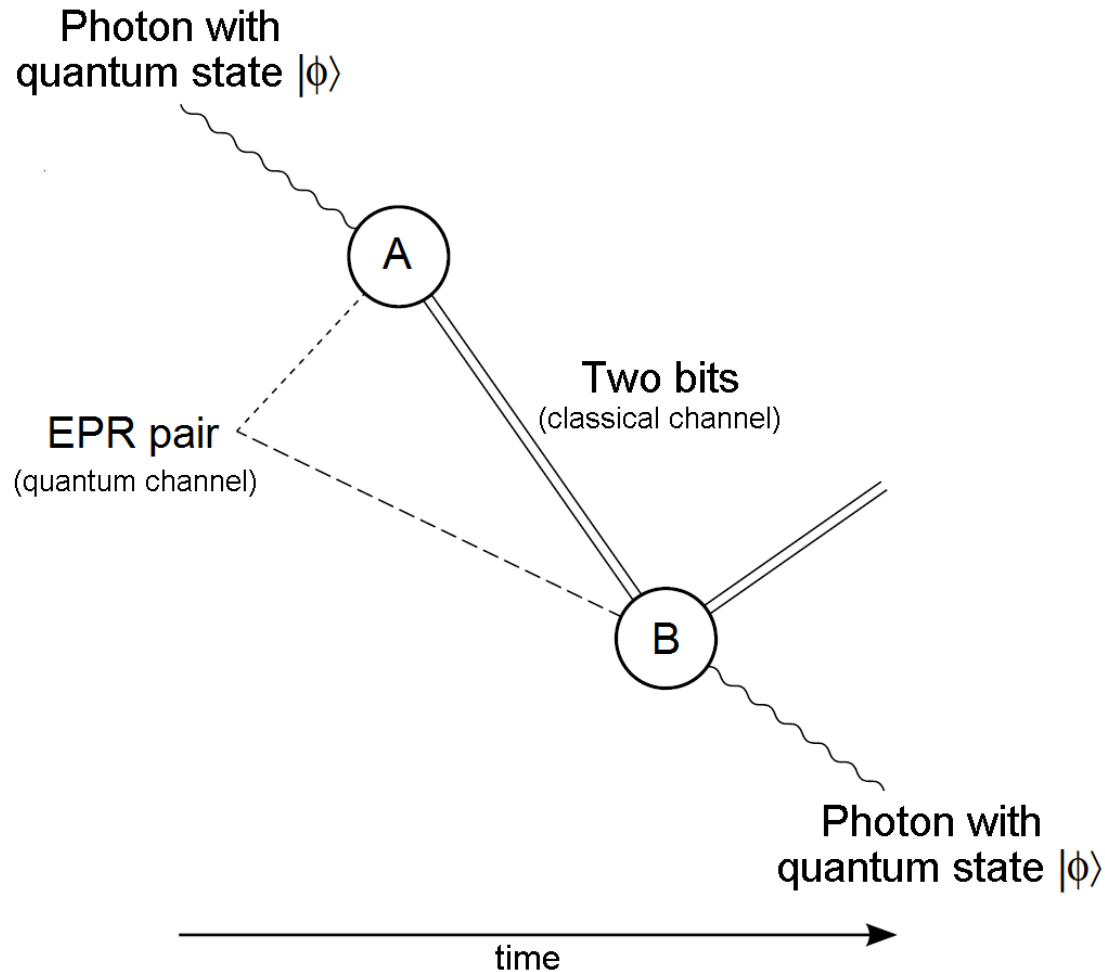 Photon with
quantum state |ϕ⟩
A
Two bits
(classical channel)
EPR pair
(quantum channel)
B
Photon with
quantum state |ϕ⟩
time